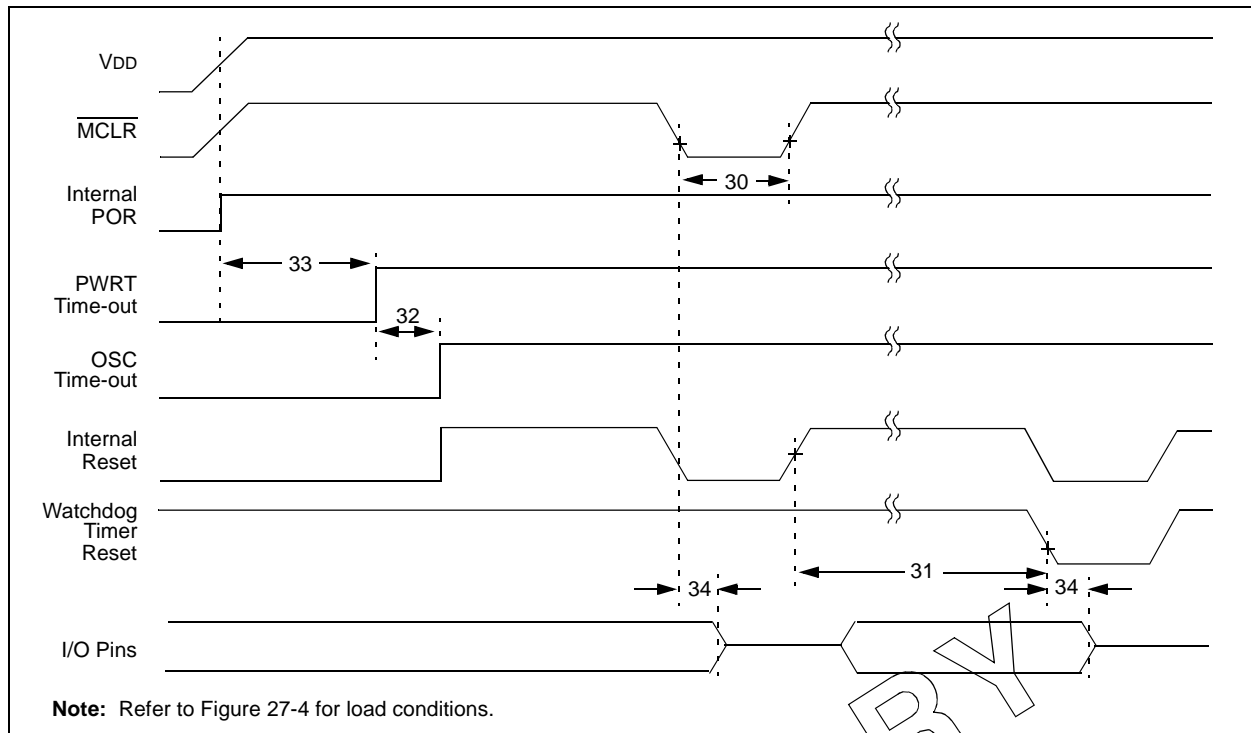 VDD
MCLR
30
Internal
POR
33
PWRT
Time-out
32
OSC
Time-out
Internal
Reset
Watchdog
Timer
Reset
31
34
34
I/O Pins
Note: Refer to Figure 27-4 for load conditions.
BY